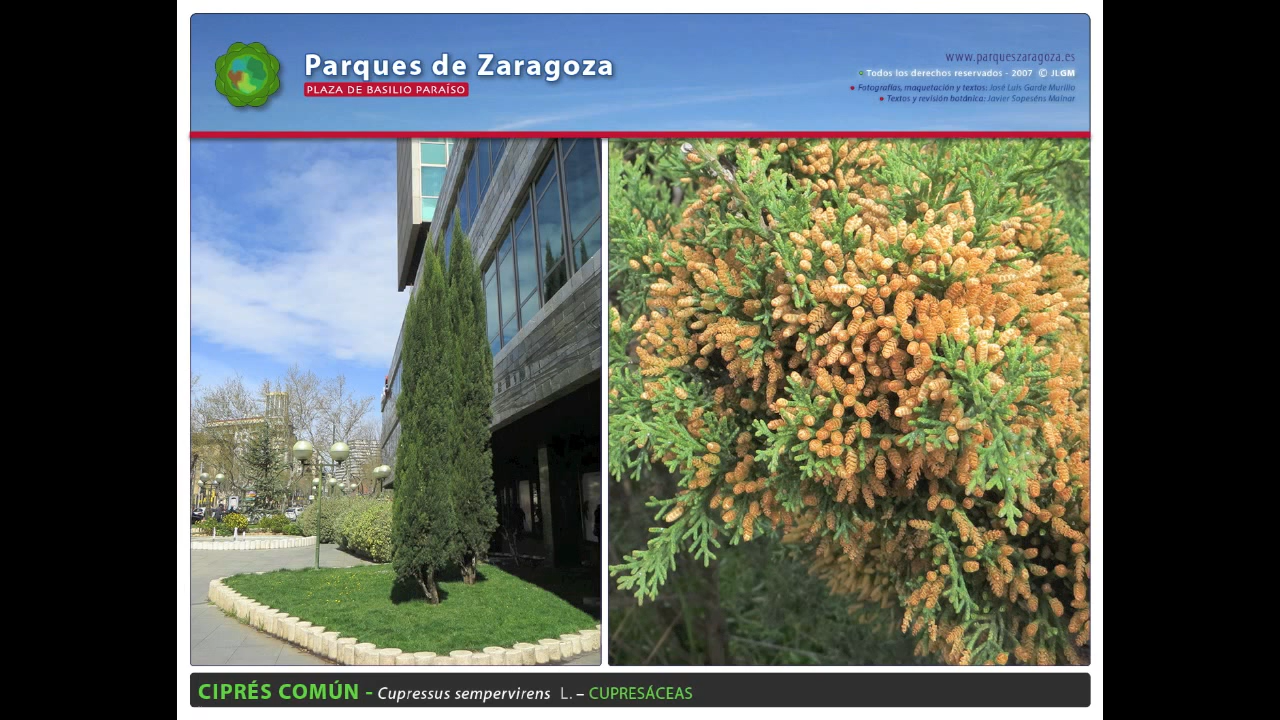 Parques de Zaragoza
PLAZA DE BASILIO PARAÍSO
www.parqueszaragoza.es
Todos los derechos reservados - 2007 © JLGM
Fotografías, maquetación y textos: José Luis Garde Murillo
Textos y revisión botánica: Javier Sopeséns Mainar
CIPRÉS COMÚN - Cupressus sempervirens L. – CUPRESÁCEAS